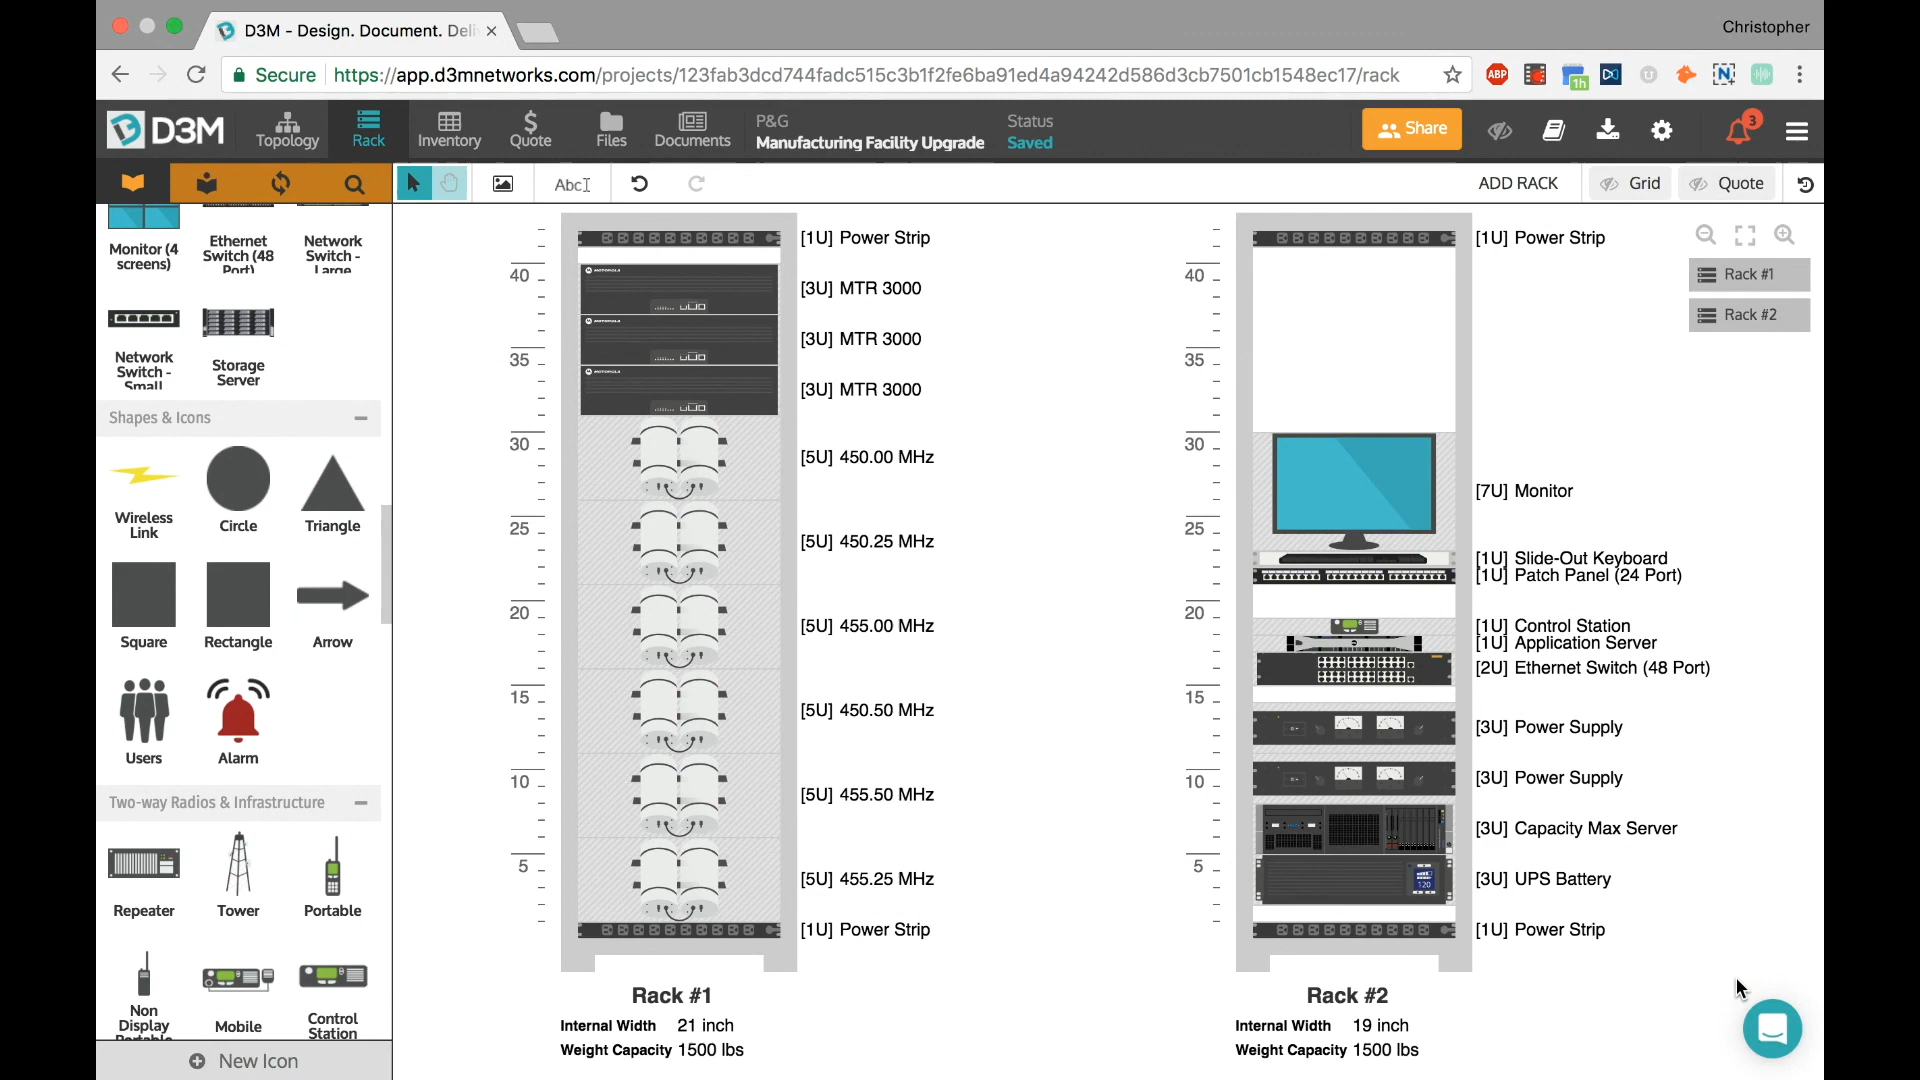 D3M - Design. Document. Deli
Christopher
Secure
https://app.d3mnetworks.com/projects/123fab3dcd744fadc515c3b1f2fe6ba91ed4a94242d586d3cb7501cb1548ec17/rack
ABP
1h
D3M
Topology
Rack
Inventory
Quote
Files
Documents
P&G
Manufacturing Facility Upgrade
Status
Saved
Share
3
Abc
ADD RACK
Grid
Quote
Monitor (4 screens)
Ethernet Switch (48 Port)
Network Switch - Large
Network Switch - Small
Storage Server
Shapes & Icons
Wireless Link
Circle
Triangle
Square
Rectangle
Arrow
Users
Alarm
Two-way Radios & Infrastructure
Repeater
Tower
Portable
Non Display Portable
Mobile
Control Station
New Icon
40
35
30
25
20
15
10
5
[1U] Power Strip
[3U] MTR 3000
[3U] MTR 3000
[3U] MTR 3000
[5U] 450.00 MHz
[5U] 450.25 MHz
[5U] 455.00 MHz
[5U] 450.50 MHz
[5U] 455.50 MHz
[5U] 455.25 MHz
[1U] Power Strip
Rack #1
Internal Width 21 inch
Weight Capacity 1500 lbs
40
35
30
25
20
15
10
5
[1U] Power Strip
[7U] Monitor
[1U] Slide-Out Keyboard
[1U] Patch Panel (24 Port)
[1U] Control Station
[1U] Application Server
[2U] Ethernet Switch (48 Port)
[3U] Power Supply
[3U] Power Supply
[3U] Capacity Max Server
[3U] UPS Battery
120
[1U] Power Strip
Rack #2
Internal Width 19 inch
Weight Capacity 1500 lbs
Rack #1
Rack #2